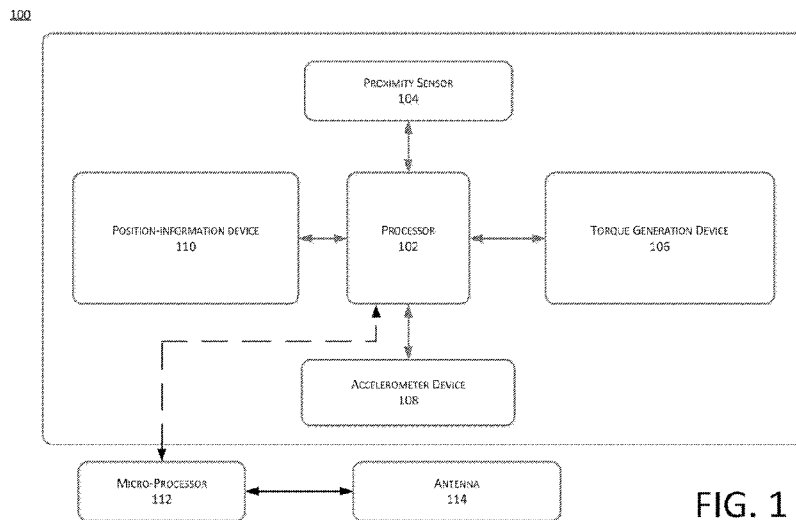 100
PROXIMITY SENSOR
104
POSITION-INFORMATION DEVICE
110
PROCESSOR
102
TORQUE GENERATION DEVICE
106
ACCELEROMETER DEVICE
108
MICRO-PROCESSOR
112
ANTENNA
114
FIG. 1